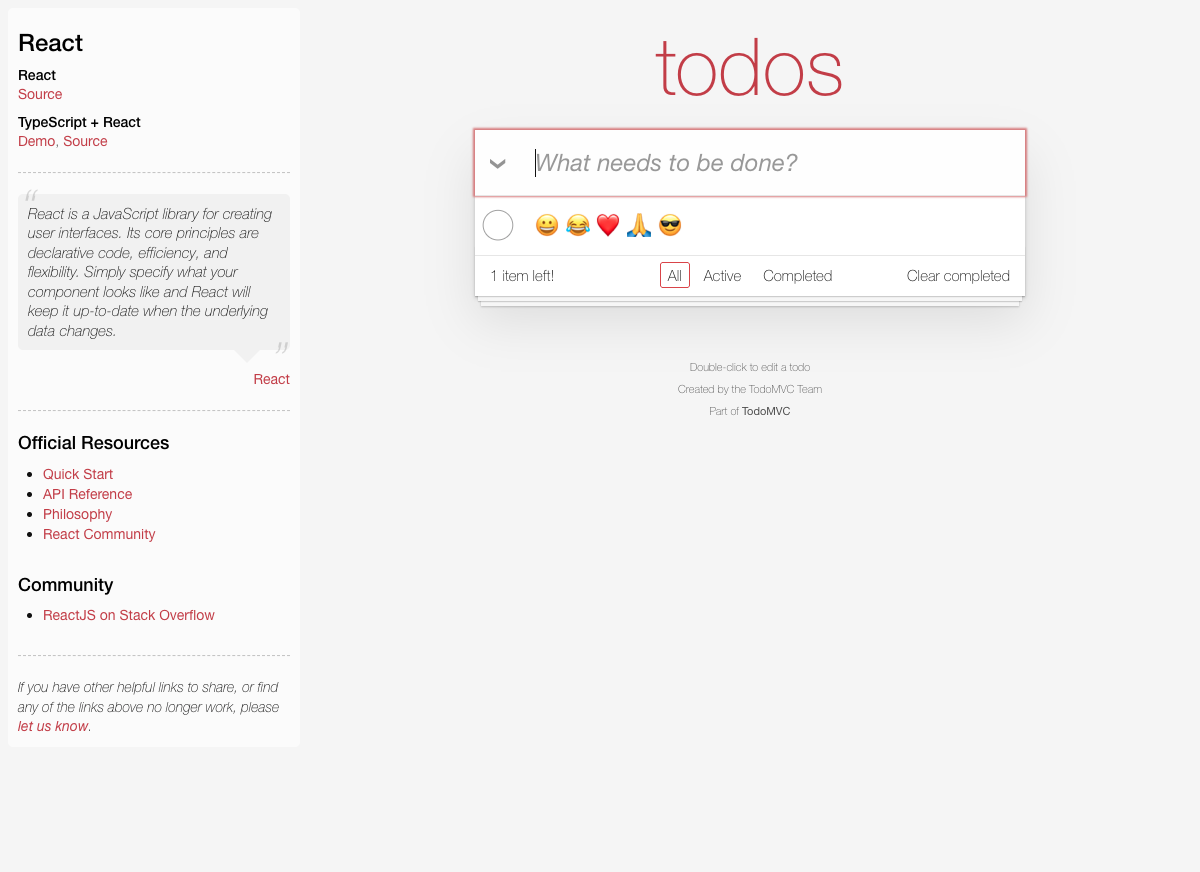 React
React
Source
TypeScript + React
Demo, Source
“
React is a JavaScript library for creating
user interfaces. Its core principles are
declarative code, efficiency, and
flexibility. Simply specify what your
component looks like and React will
keep it up-to-date when the underlying
data changes.
”
React
Official Resources
• Quick Start
• API Reference
• Philosophy
• React Community
Community
• ReactJS on Stack Overflow
If you have other helpful links to share, or find
any of the links above no longer work, please
let us know.
todos
What needs to be done?
😀 😂 ❤️ 🙏 😎
1 item left! All Active Completed Clear completed
Double-click to edit a todo
Created by the TodoMVC Team
Part of TodoMVC